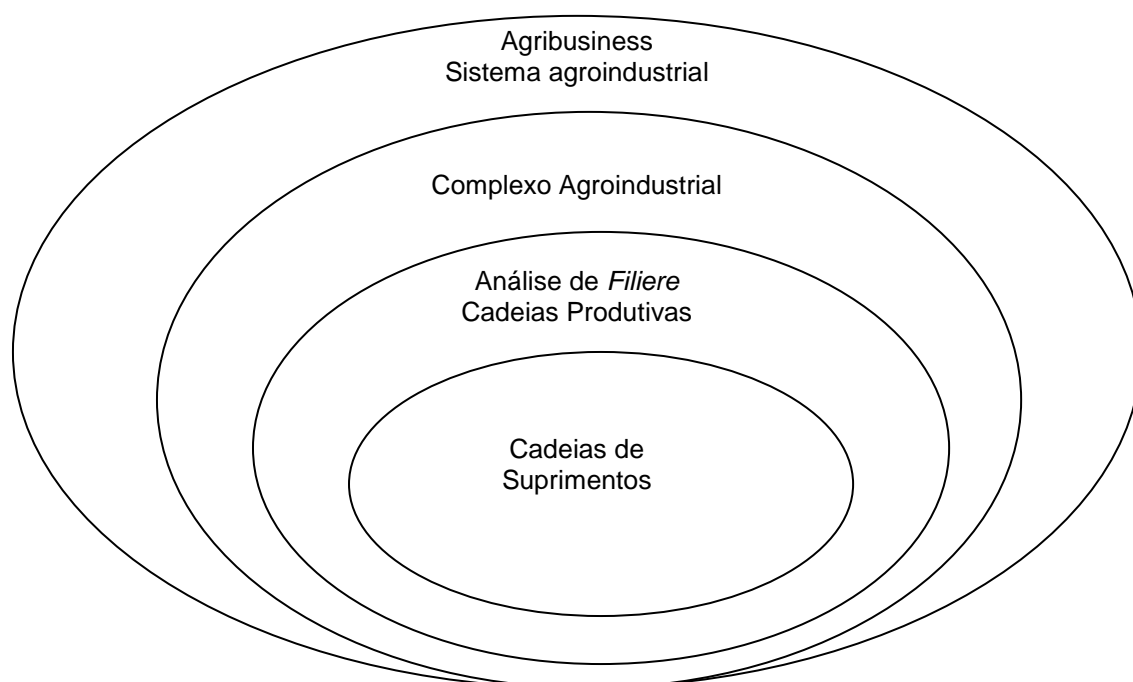 Agribusiness
Sistema agroindustrial
Complexo Agroindustrial
Análise de Filiere
Cadeias Produtivas
Cadeias de
Suprimentos